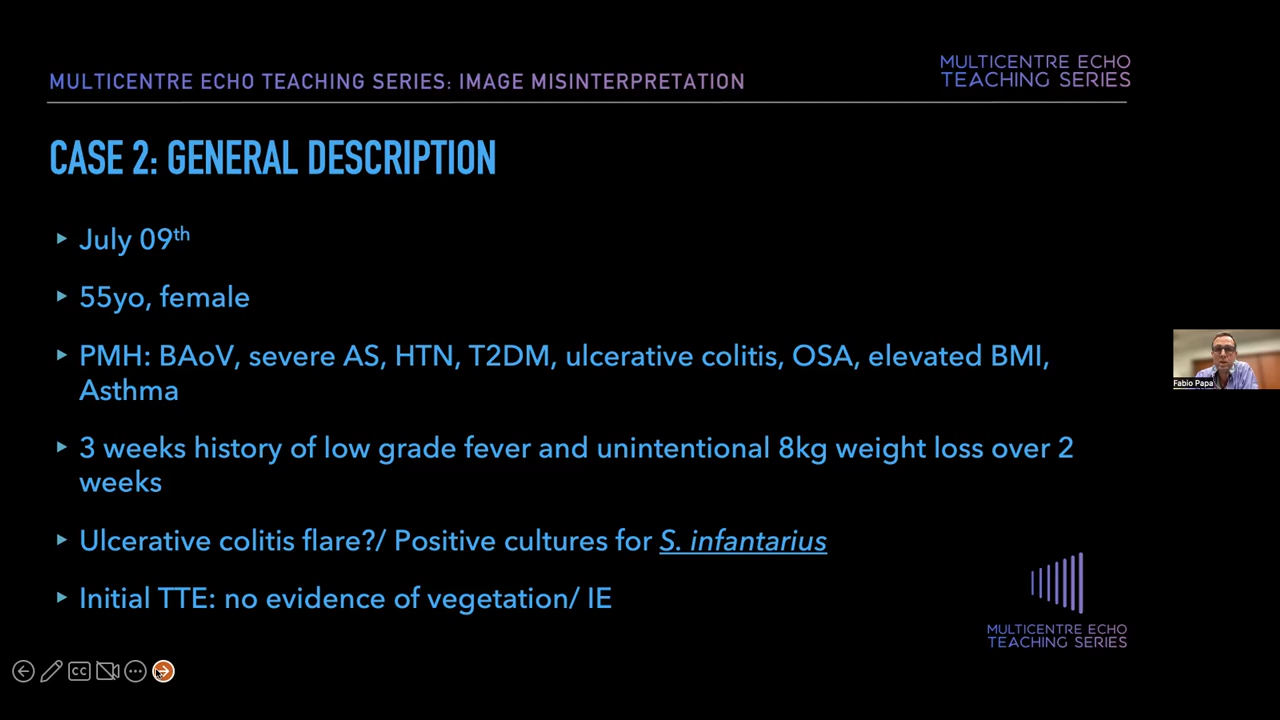 MULTICENTRE ECHO TEACHING SERIES: IMAGE MISINTERPRETATION
MULTICENTRE ECHO
TEACHING SERIES
CASE 2: GENERAL DESCRIPTION
July 09th
55yo, female
PMH: BAoV, severe AS, HTN, T2DM, ulcerative colitis, OSA, elevated BMI,
Asthma
3 weeks history of low grade fever and unintentional 8kg weight loss over 2
weeks
Ulcerative colitis flare?/ Positive cultures for S. infantarius
Initial TTE: no evidence of vegetation/ IE
Fabio Papa
MULTICENTRE ECHO
TEACHING SERIES
CC